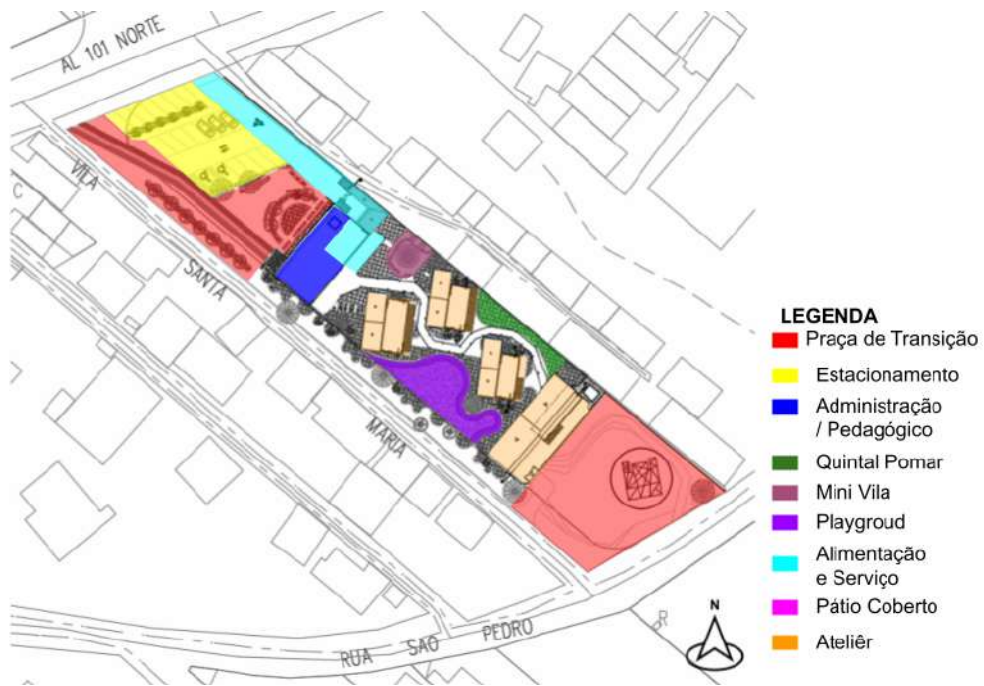 AL 101 NORTE
VILA
C
SANTA
MARIA
RUA SAO PEDRO
R
N
LEGENDA
Praça de Transição
Estacionamento
Administração
/ Pedagógico
Quintal Pomar
Mini Vila
Playgroud
Alimentação
e Serviço
Pátio Coberto
Ateliêr